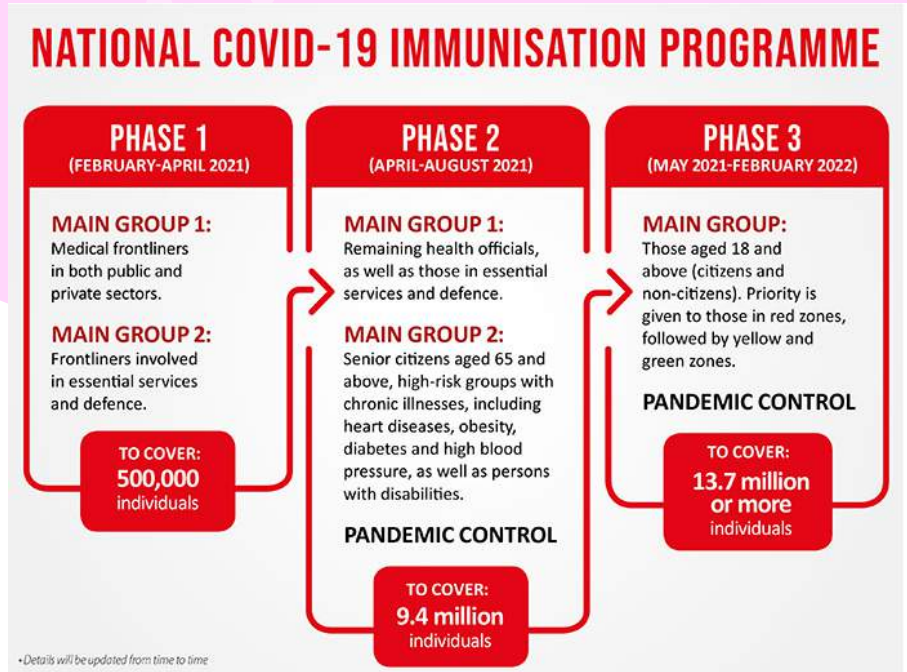 NATIONAL COVID-19 IMMUNISATION PROGRAMME
PHASE 1
(FEBRUARY-APRIL 2021)
MAIN GROUP 1:
Medical frontliners
in both public and
private sectors.
MAIN GROUP 2:
Frontliners involved
in essential services
and defence.
TO COVER:
500,000
individuals
PHASE 2
(APRIL-AUGUST 2021)
MAIN GROUP 1:
Remaining health officials,
as well as those in essential
services and defence.
MAIN GROUP 2:
Senior citizens aged 65 and
above, high-risk groups with
chronic illnesses, including
heart diseases, obesity,
diabetes and high blood
pressure, as well as persons
with disabilities.
PANDEMIC CONTROL
TO COVER:
9.4 million
individuals
PHASE 3
(MAY 2021-FEBRUARY 2022)
MAIN GROUP:
Those aged 18 and
above (citizens and
non-citizens). Priority is
given to those in red zones,
followed by yellow and
green zones.
PANDEMIC CONTROL
TO COVER:
13.7 million
or more
individuals
•Details will be updated from time to time